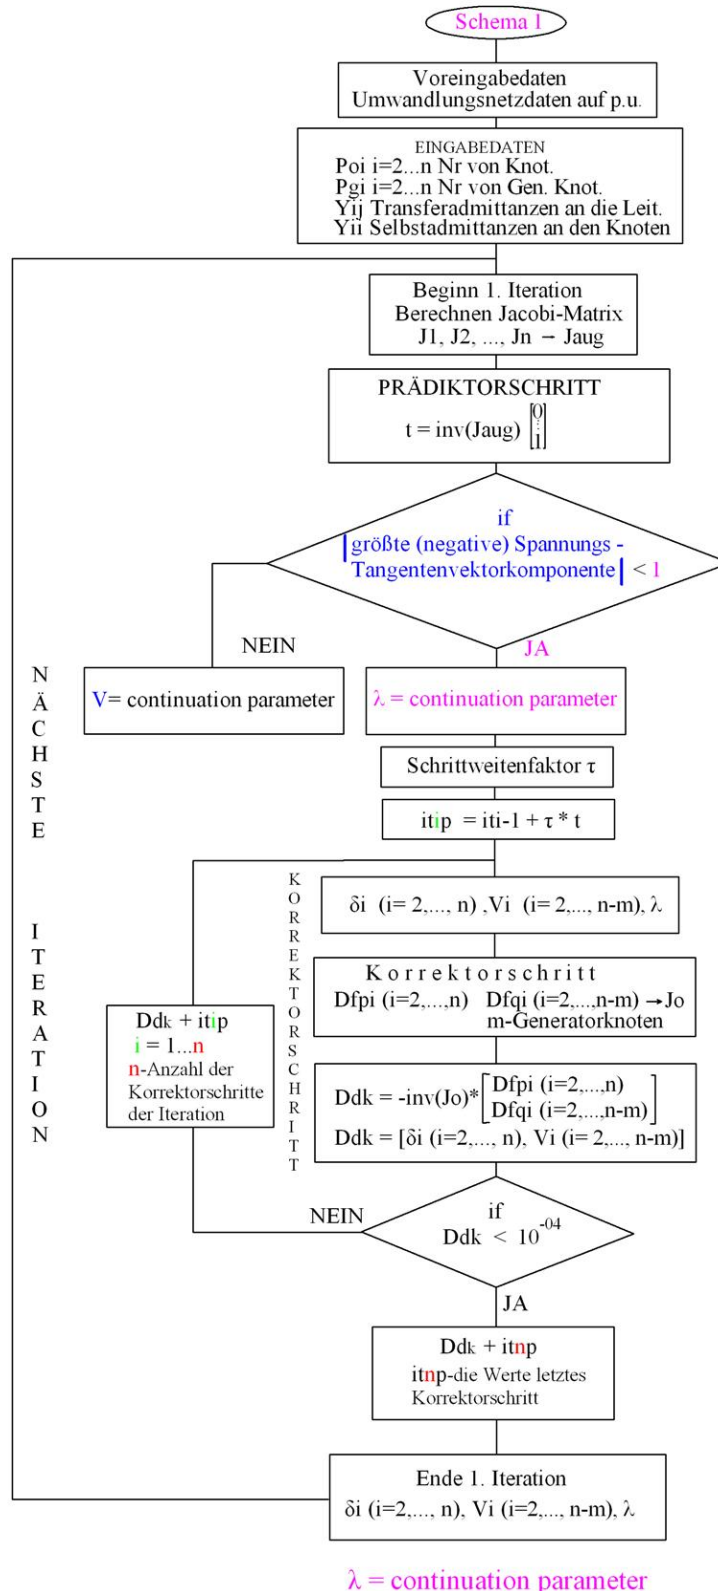 Schema 1
Voreingabedaten
Umwandlungsnetzdaten auf p.u.
EINGABEDATEN
Poi i=2...n Nr von Knot.
Pgi i=2...n Nr von Gen. Knot.
Yij Transferadmittanzen an die Leit.
Yii Selbstadmittanzen an den Knoten
Beginn 1. Iteration
Berechnen Jacobi-Matrix
J1, J2, ..., Jn – Jaug
PRÄDIKTORSCHRITT
t = inv(Jaug) [0 ⋮ 1]
if
|größte (negative) Spannungs -
Tangentenvektorkomponente| < 1
NEIN
JA
V= continuation parameter
λ = continuation parameter
Schrittweitenfaktor τ
itip = iti-1 + τ * t
NÄCHSTE
ITERATION
KORREKTORSCHRITT
δi (i= 2,..., n) ,Vi (i= 2,..., n-m), λ
Korrektorschritt
Dfpi (i=2,...,n) Dfqi (i=2,...,n-m) →Jo
m-Generatorknoten
Ddk + itip
i = 1...n
n-Anzahl der
Korrektorschritte
der Iteration
Ddk = -inv(Jo)* [Dfpi (i=2,...,n)
Dfqi (i=2,...,n-m)]
Ddk = [δi (i=2,..., n), Vi (i= 2,..., n-m)]
NEIN
if
Ddk < 10^-04
JA
Ddk + itnp
itnp-die Werte letztes
Korrektorschritt
Ende 1. Iteration
δi (i=2,..., n), Vi (i=2,..., n-m), λ
λ = continuation parameter